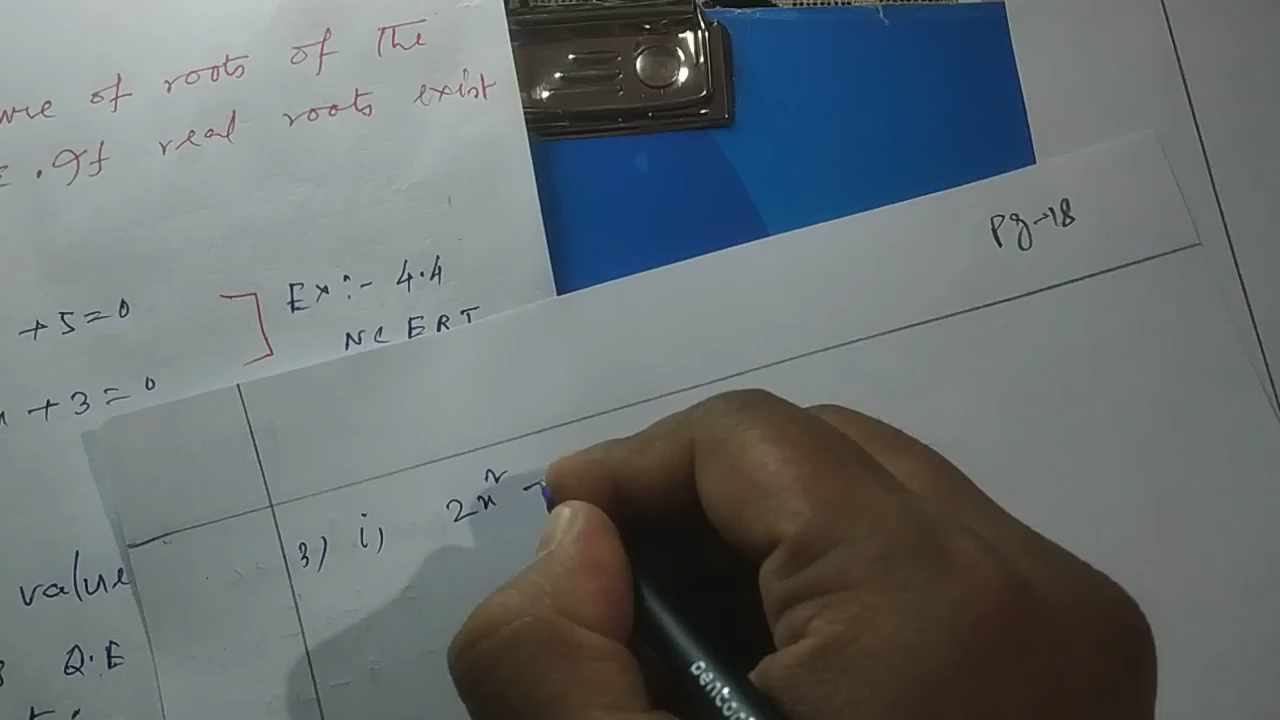 of roots of The
. If real roots exist
+5=0
Ex:- 4.4
NCERT
+3=0
Pg-18
3) i) 2x² -
value
Q.E
pentonic